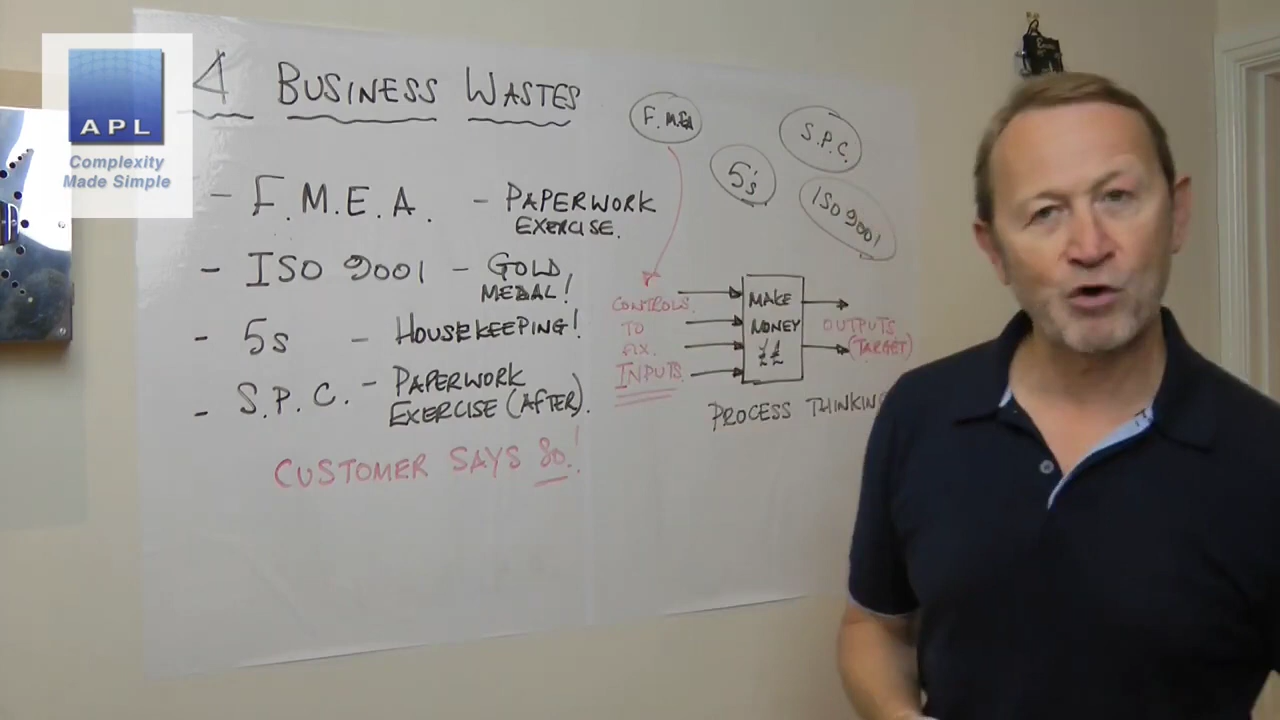 APL
Complexity
Made Simple
4 BUSINESS WASTES
- F.M.E.A. - PAPERWORK
EXERCISE.
- ISO 9001 - GOLD
MEDAL!
- 5s - HOUSEKEEPING!
- S.P.C. - PAPERWORK
EXERCISE (AFTER).
CUSTOMER SAYS SO.!
F.M.EA
5's
S.P.C.
ISO 9001
CONTROLS
TO
FIX
INPUTS
MAKE
MONEY
££
OUTPUTS
(TARGET)
PROCESS THINKING